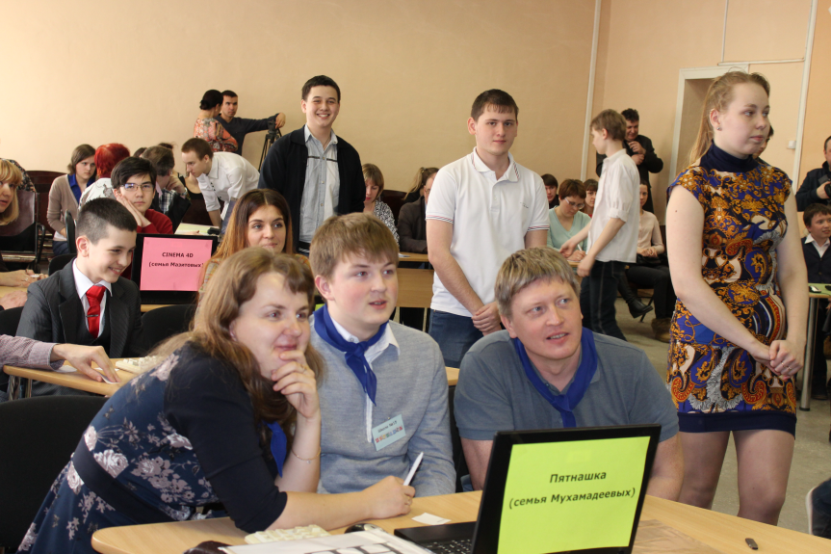 CINEMA 4D
(семья Мазитовых)
Пятнашка
(семья Мухамадеевых)